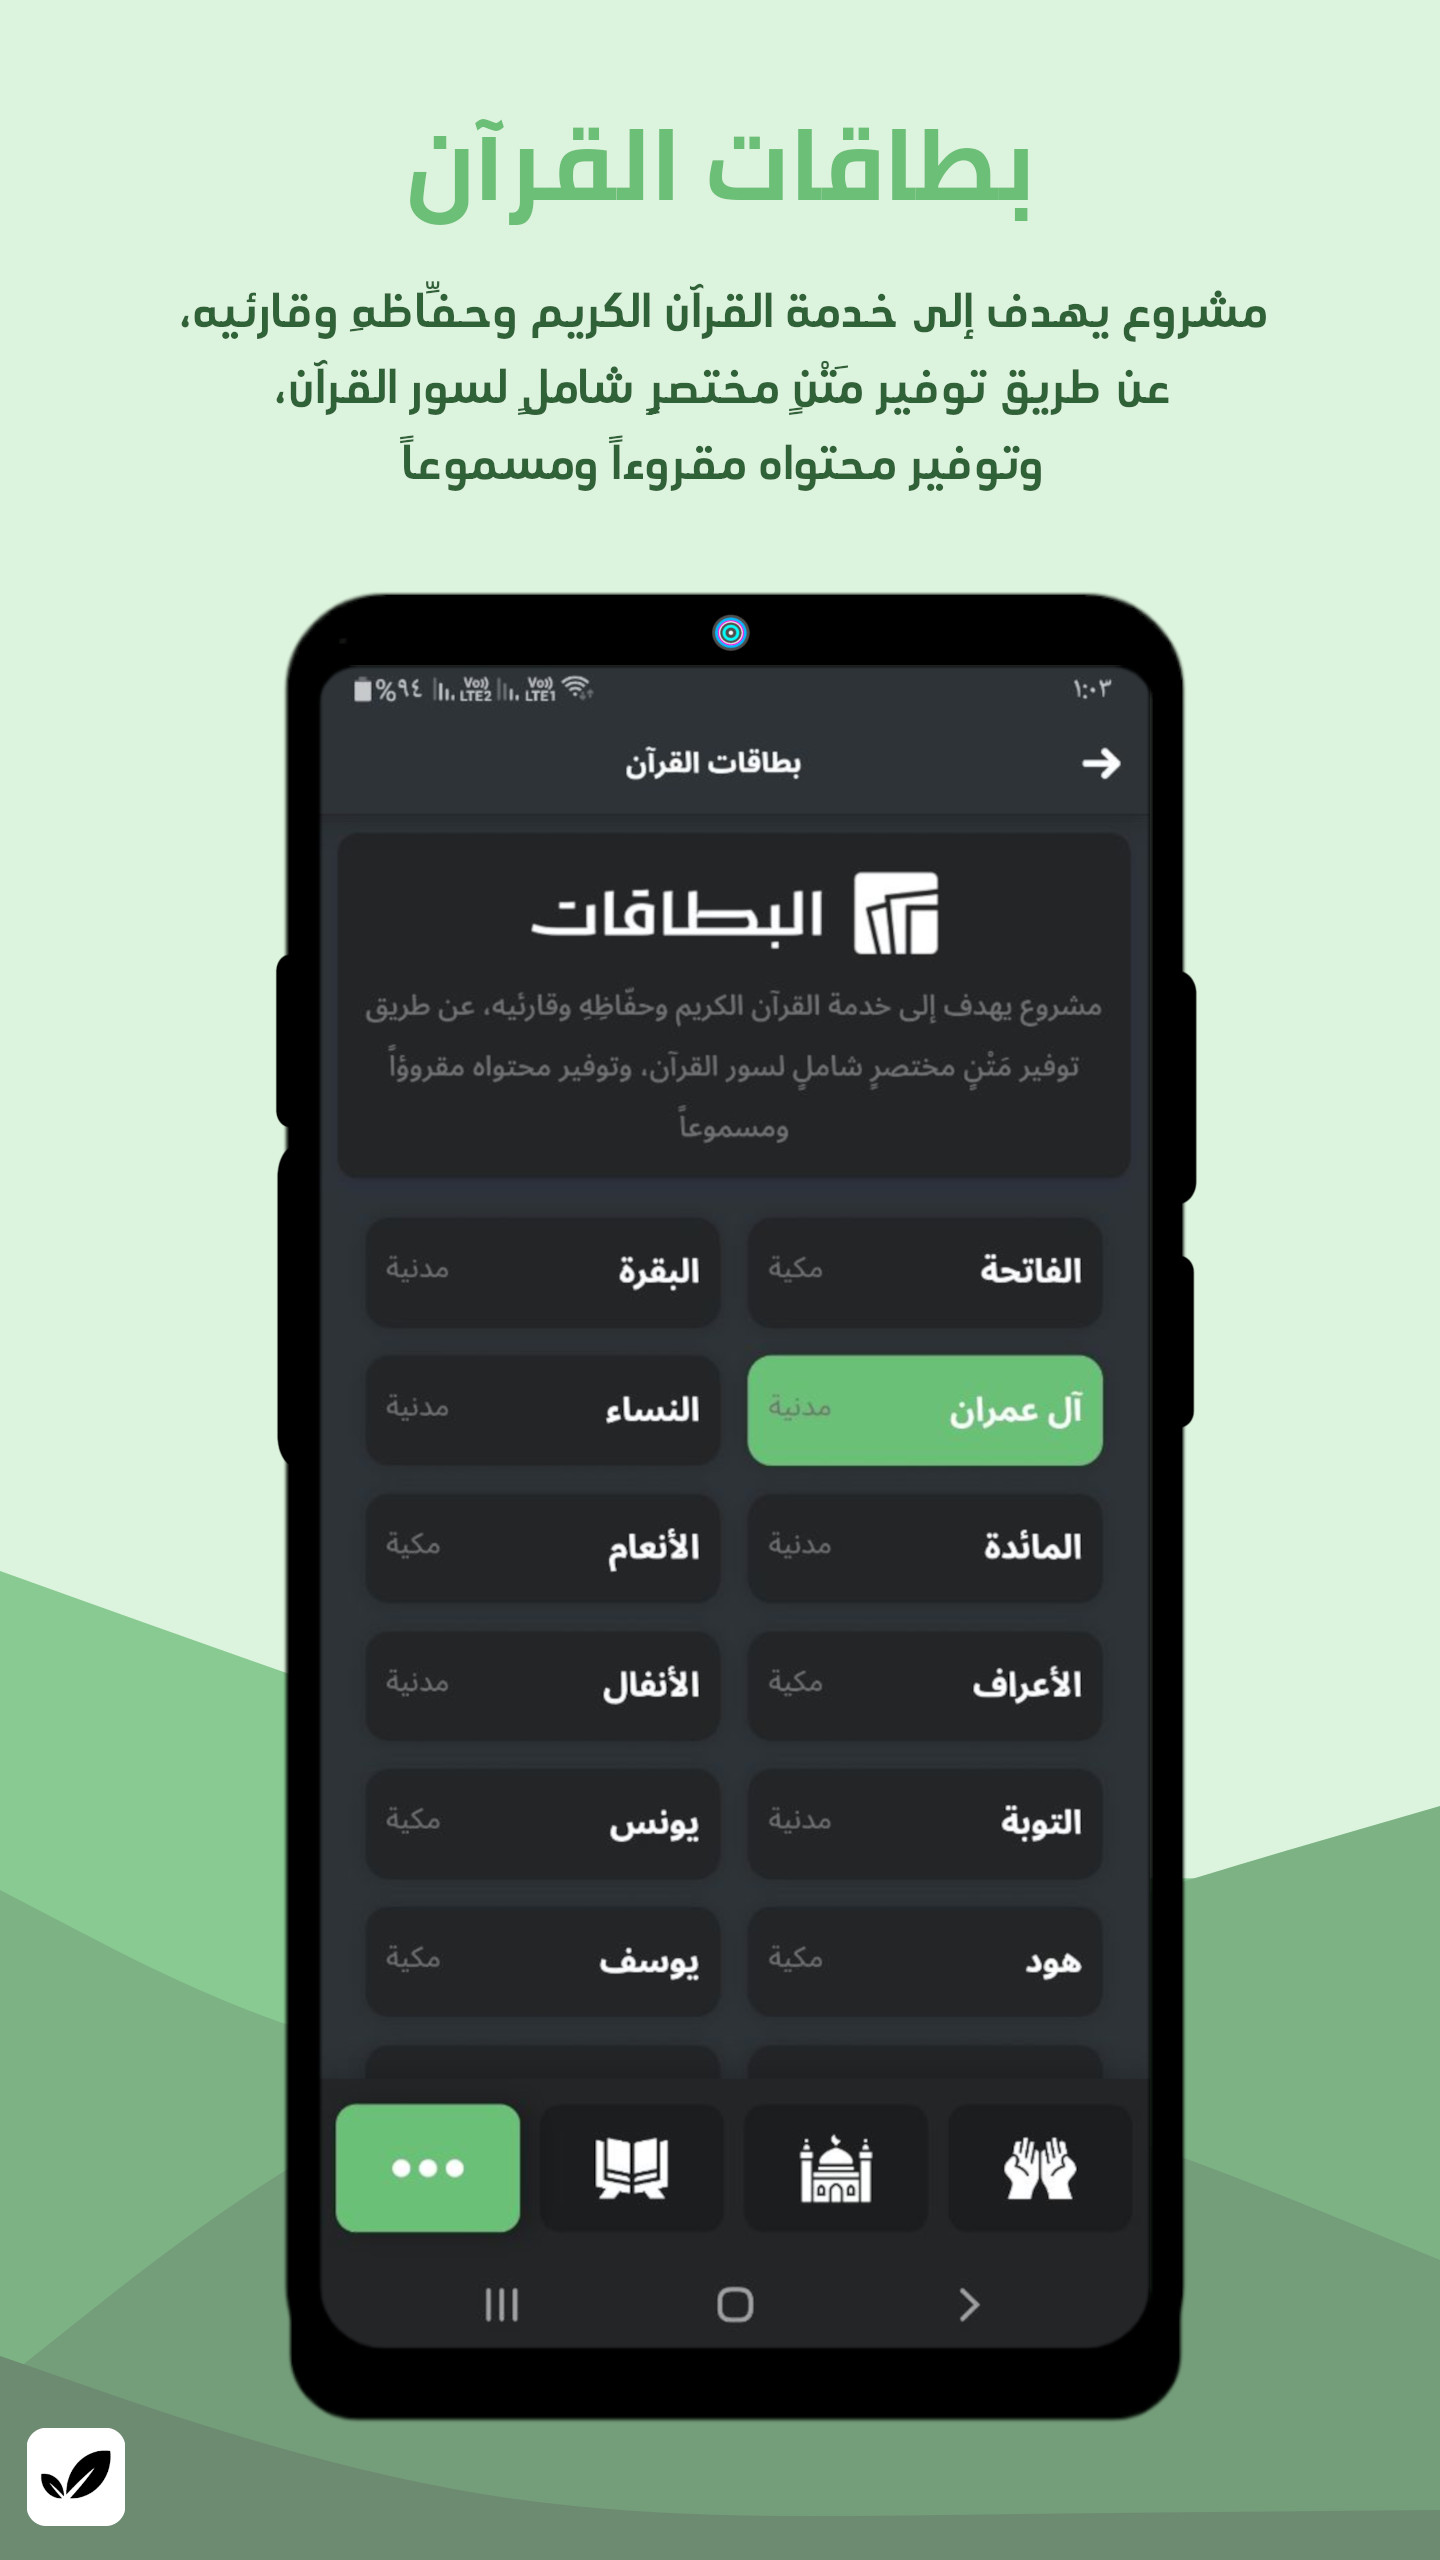 بطاقات القرآن
مشروع يهدف إلى خدمة القرآن الكريم وحفّاظهِ وقارئيه،
عن طريق توفير مَتْنٍ مختصرٍ شاملٍ لسور القرآن،
وتوفير محتواه مقروءاً ومسموعاً
١:٠٣ Vo)) LTE1 Vo)) LTE2 %٩٤
بطاقات القرآن
البطاقات
مشروع يهدف إلى خدمة القرآن الكريم وحفّاظِهِ وقارئيه، عن طريق
توفير مَتْنٍ مختصرٍ شاملٍ لسور القرآن، وتوفير محتواه مقروؤاً
ومسموعاً
الفاتحة مكية البقرة مدنية
آل عمران مدنية النساء مدنية
المائدة مدنية الأنعام مكية
الأعراف مكية الأنفال مدنية
التوبة مدنية يونس مكية
هود مكية يوسف مكية